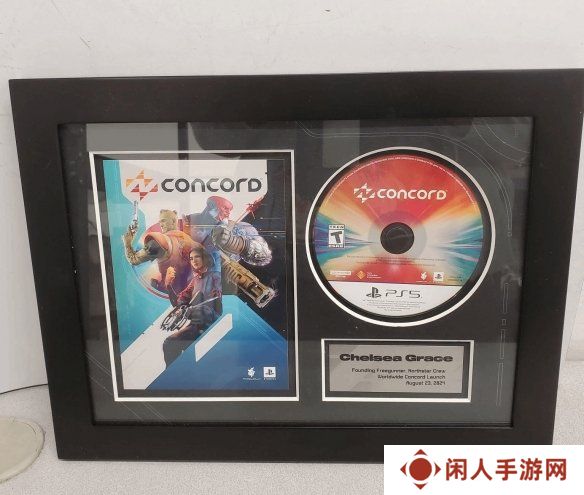 CONCORD
CONCORD
TEEN
T
PS5
Chelsea Grace
Founding Freegunner, Northstar Crew
Worldwide Concord Launch
August 23, 2024
闲人手游网